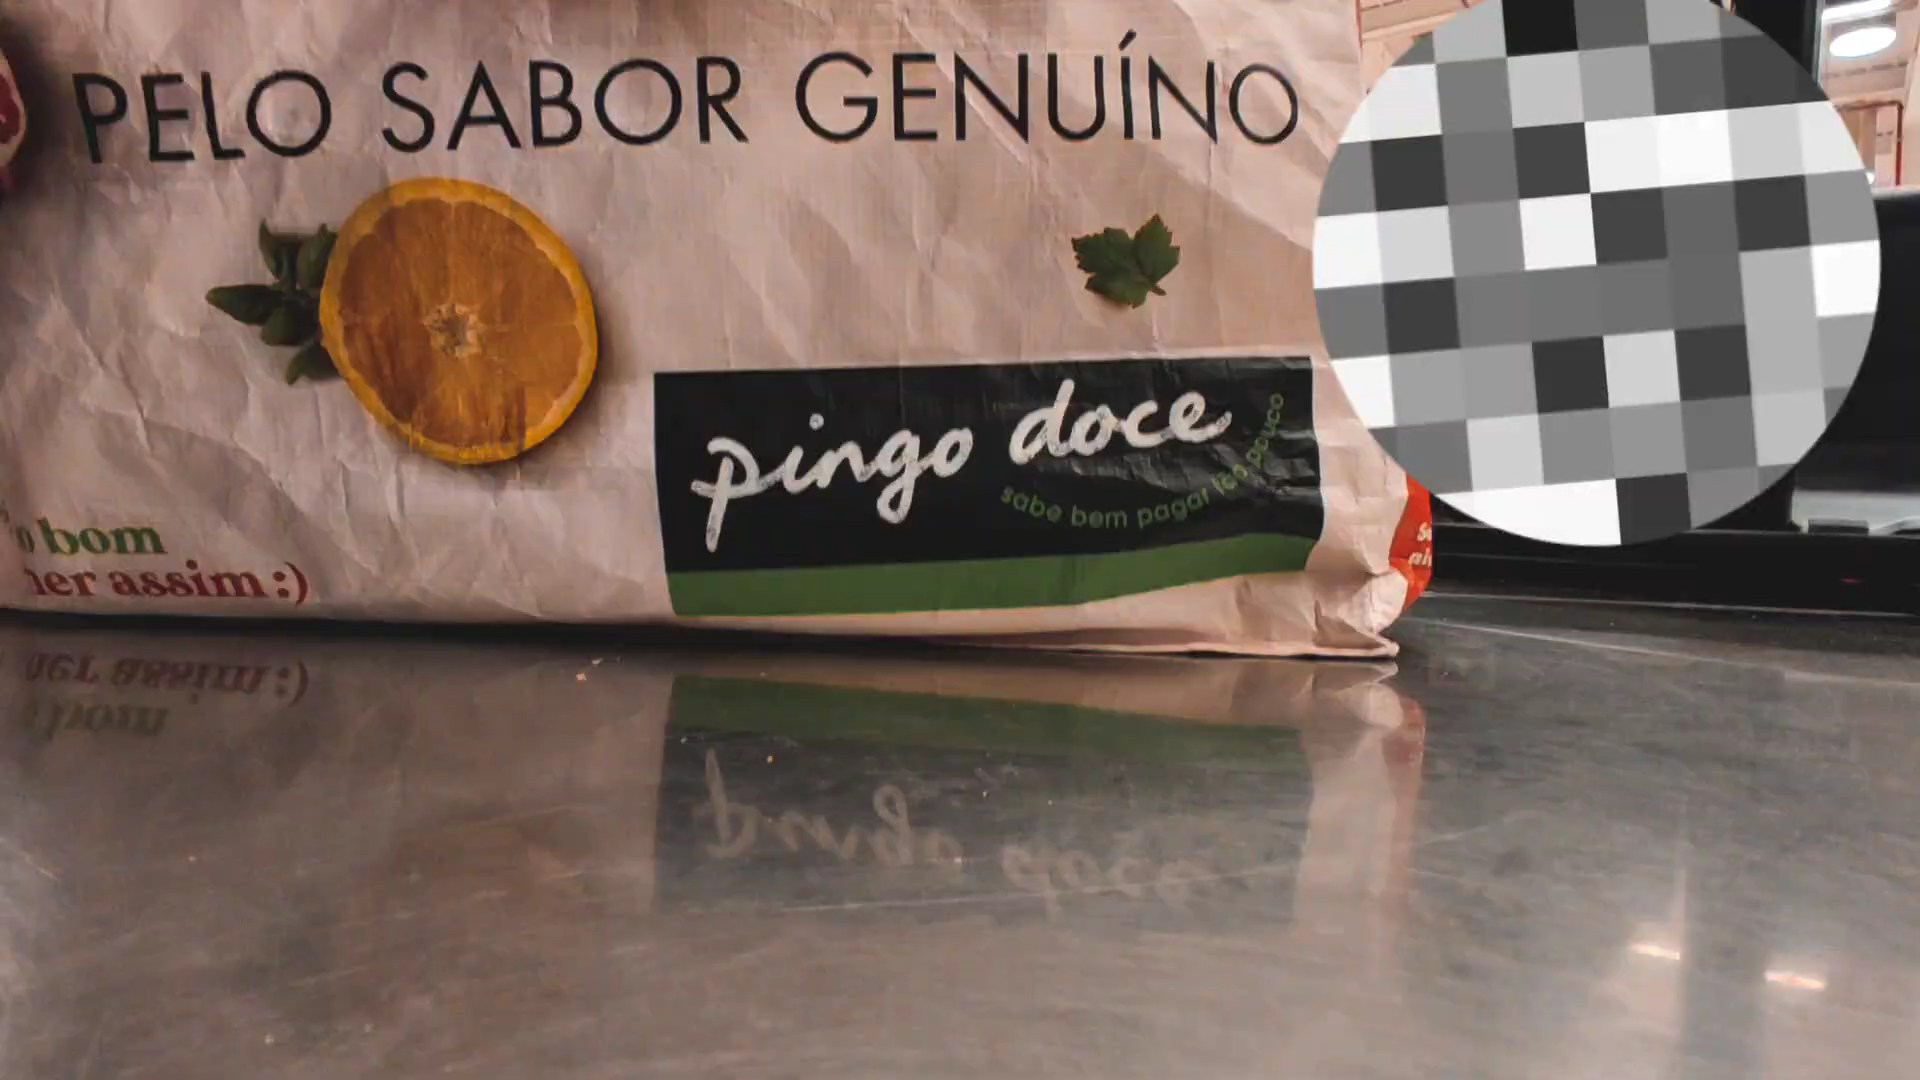 PELO SABOR GENUÍNO
pingo doce
sabe bem pagar tão pouco
bom
assim :)